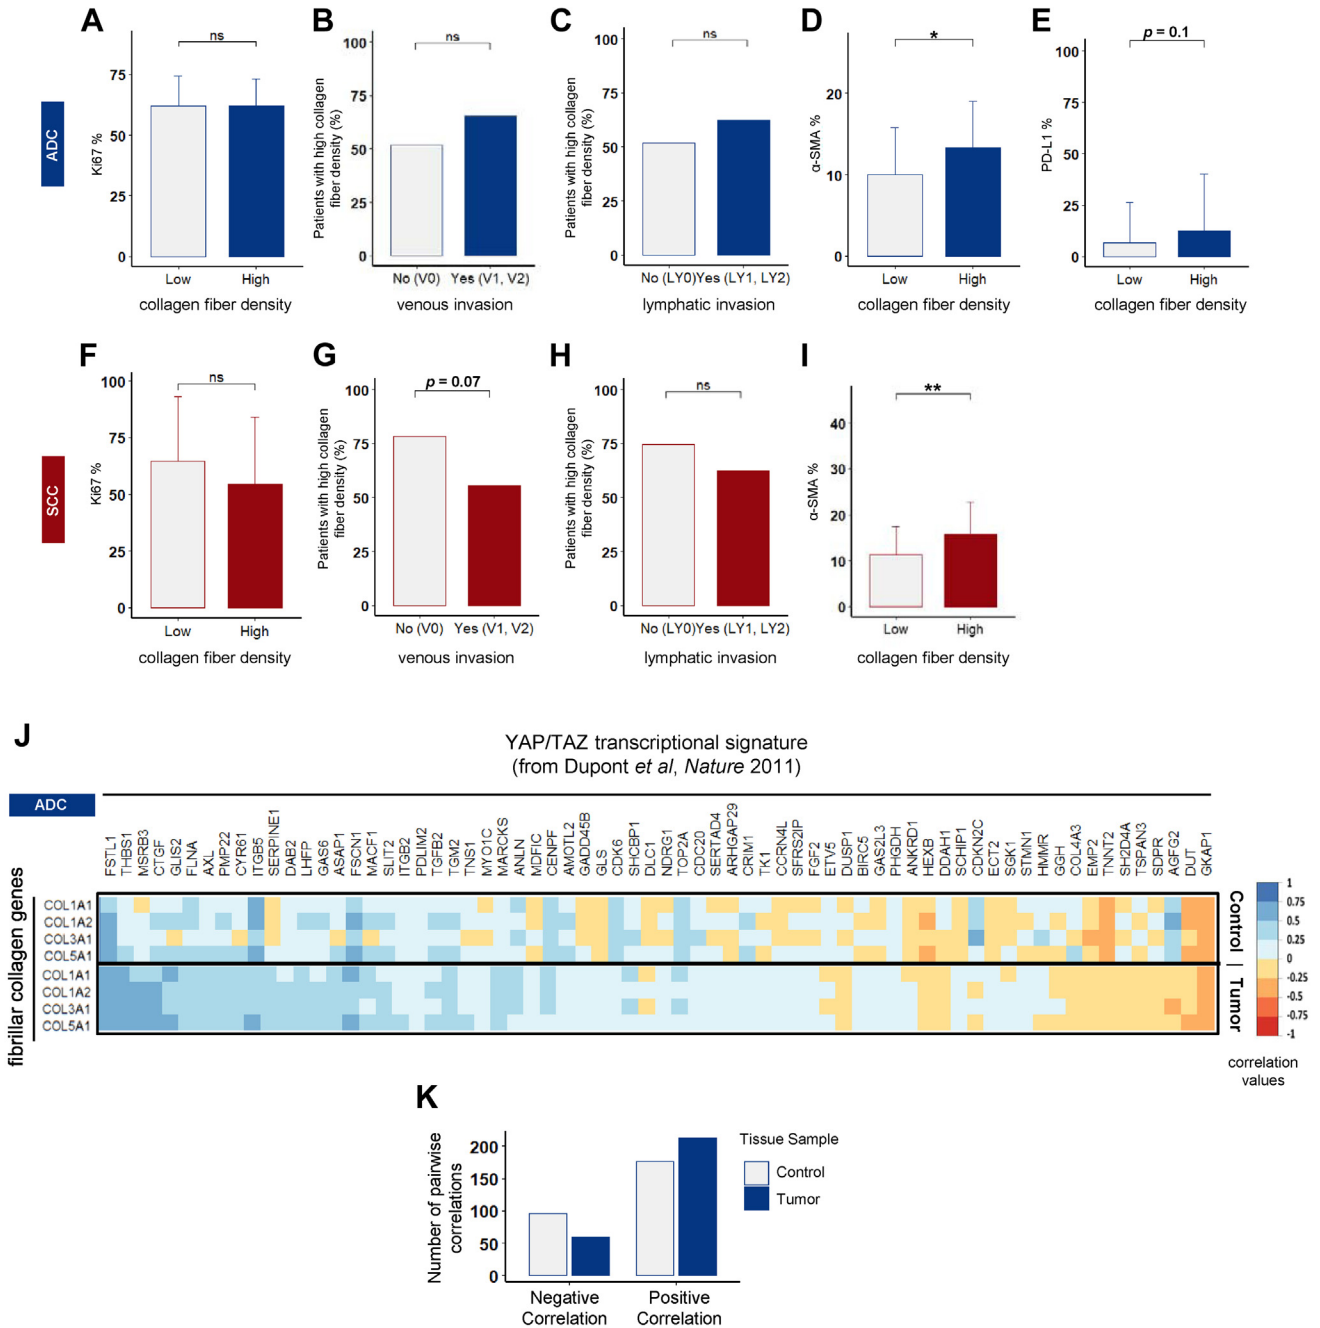 A
B
C
D
E
ADC
ns
75
50
25
0
Ki67 %
Low High
collagen fiber density
ns
100
75
50
25
0
Patients with high collagen
fiber density (%)
No (V0) Yes (V1, V2)
venous invasion
ns
100
75
50
25
0
Patients with high collagen
fiber density (%)
No (LY0)Yes (LY1, LY2)
lymphatic invasion
*
20
10
0
α-SMA %
Low High
collagen fiber density
p = 0.1
100
75
50
25
0
PD-L1 %
Low High
collagen fiber density
F
G
H
I
SCC
ns
100
75
50
25
0
Ki67 %
Low High
collagen fiber density
p = 0.07
100
75
50
25
0
Patients with high collagen
fiber density (%)
No (V0) Yes (V1, V2)
venous invasion
ns
100
75
50
25
0
Patients with high collagen
fiber density (%)
No (LY0)Yes (LY1, LY2)
lymphatic invasion
**
40
30
20
10
0
α-SMA %
Low High
collagen fiber density
J
YAP/TAZ transcriptional signature
(from Dupont et al, Nature 2011)
ADC
FSTL1
THBS1
MSRB3
CTGF
GLIS2
FLNA
AXL
PMP22
CYR61
ITGB5
SERPINE1
DAB2
LHFP
GAS6
ASAP1
FSCN1
MACF1
SLIT2
ITGB2
PDLIM2
TGFB2
TGM2
TNS1
MYO1C
MARCKS
ANLN
MDFIC
CENPF
AMOTL2
GADD45B
GLS
CDK6
SHCBP1
DLC1
NDRG1
TOP2A
CDC20
SERTAD4
ARHGAP29
CRIM1
TK1
CCRN4L
SFRS2IP
FGF2
ETV5
DUSP1
BIRC5
GAS2L3
PHGDH
ANKRD1
HEXB
DDAH1
SCHIP1
CDKN2C
ECT2
SGK1
STMN1
HMMR
GGH
COL4A3
EMP2
TNNT2
SH2D4A
TSPAN3
SDPR
AGFG2
DUT
GKAP1
fibrillar collagen genes
COL1A1
COL1A2
COL3A1
COL5A1
COL1A1
COL1A2
COL3A1
COL5A1
Control | Tumor
1
0.75
0.5
0.25
0
-0.25
-0.5
-0.75
-1
correlation
values
K
200
150
100
50
0
Number of pairwise
correlations
Negative
Correlation
Positive
Correlation
Tissue Sample
Control
Tumor